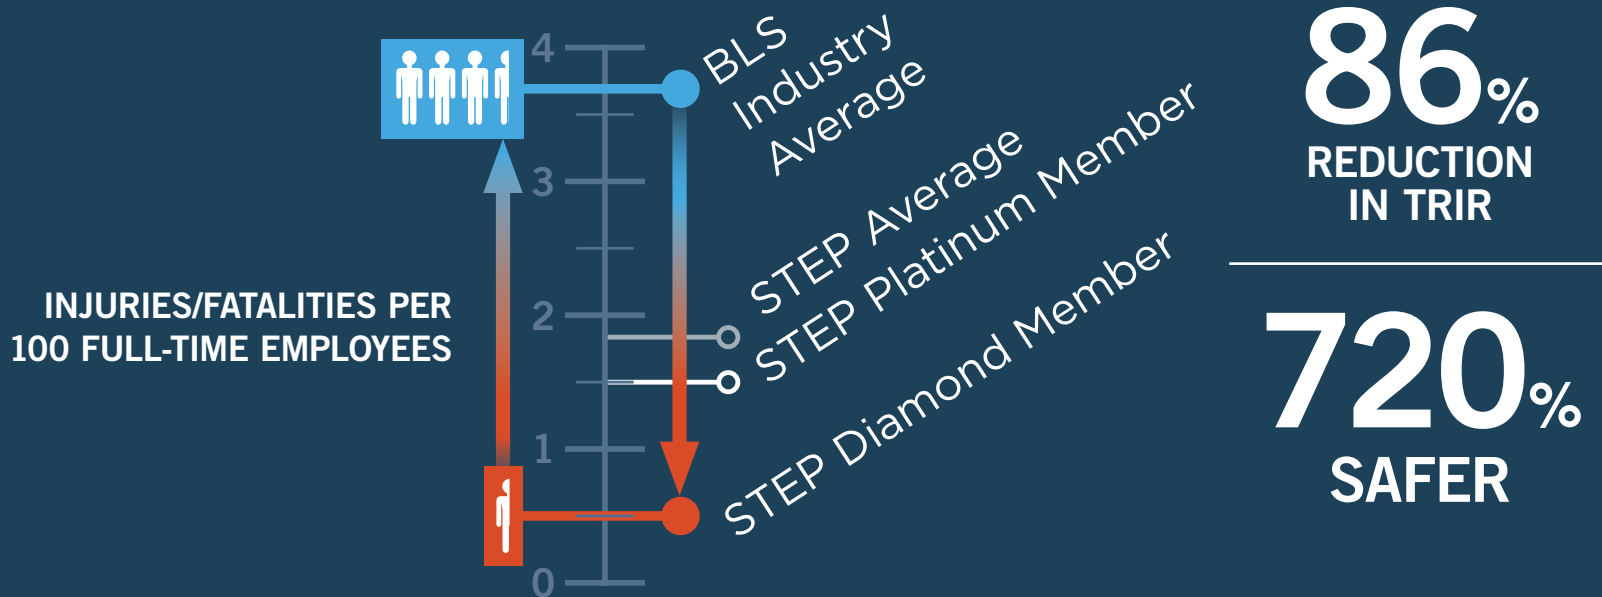 INJURIES/FATALITIES PER
100 FULL-TIME EMPLOYEES
4
3
2
1
0
BLS
Industry
Average
STEP Average
STEP Platinum Member
STEP Diamond Member
86%
REDUCTION
IN TRIR
720%
SAFER